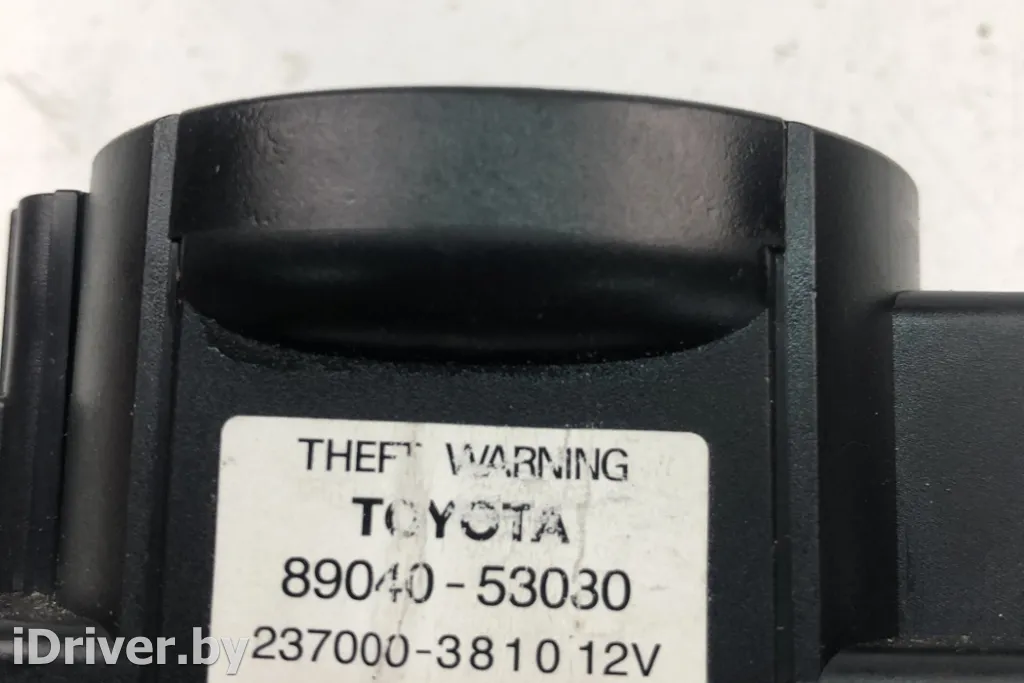 THEFT WARNING
TOYOTA
89040-53030
237000-3810 12V
iDriver.by